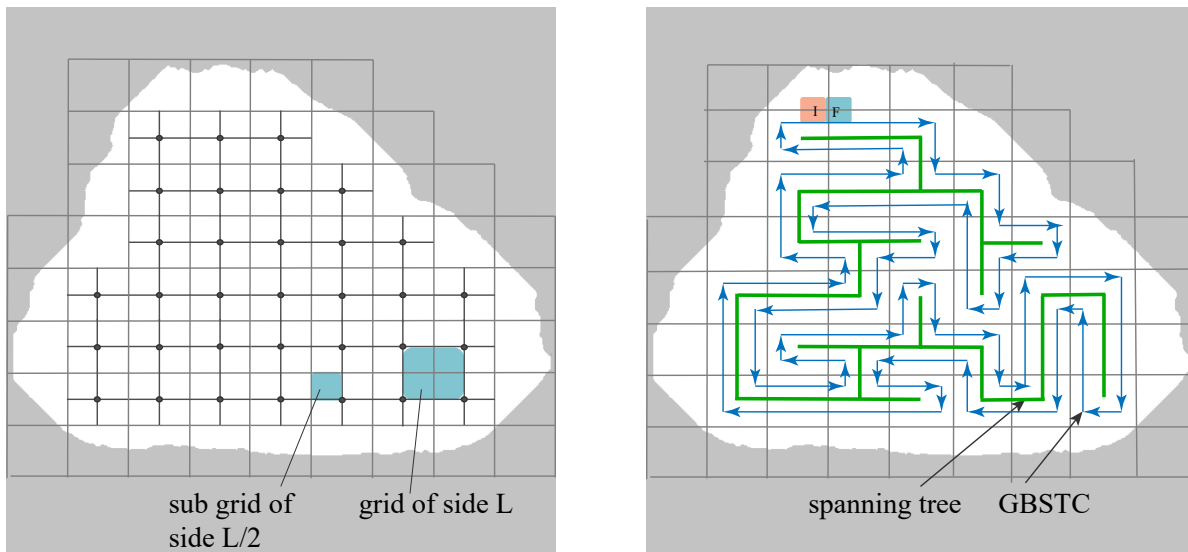 I F
sub grid of
side L/2
grid of side L
spanning tree
GBSTC